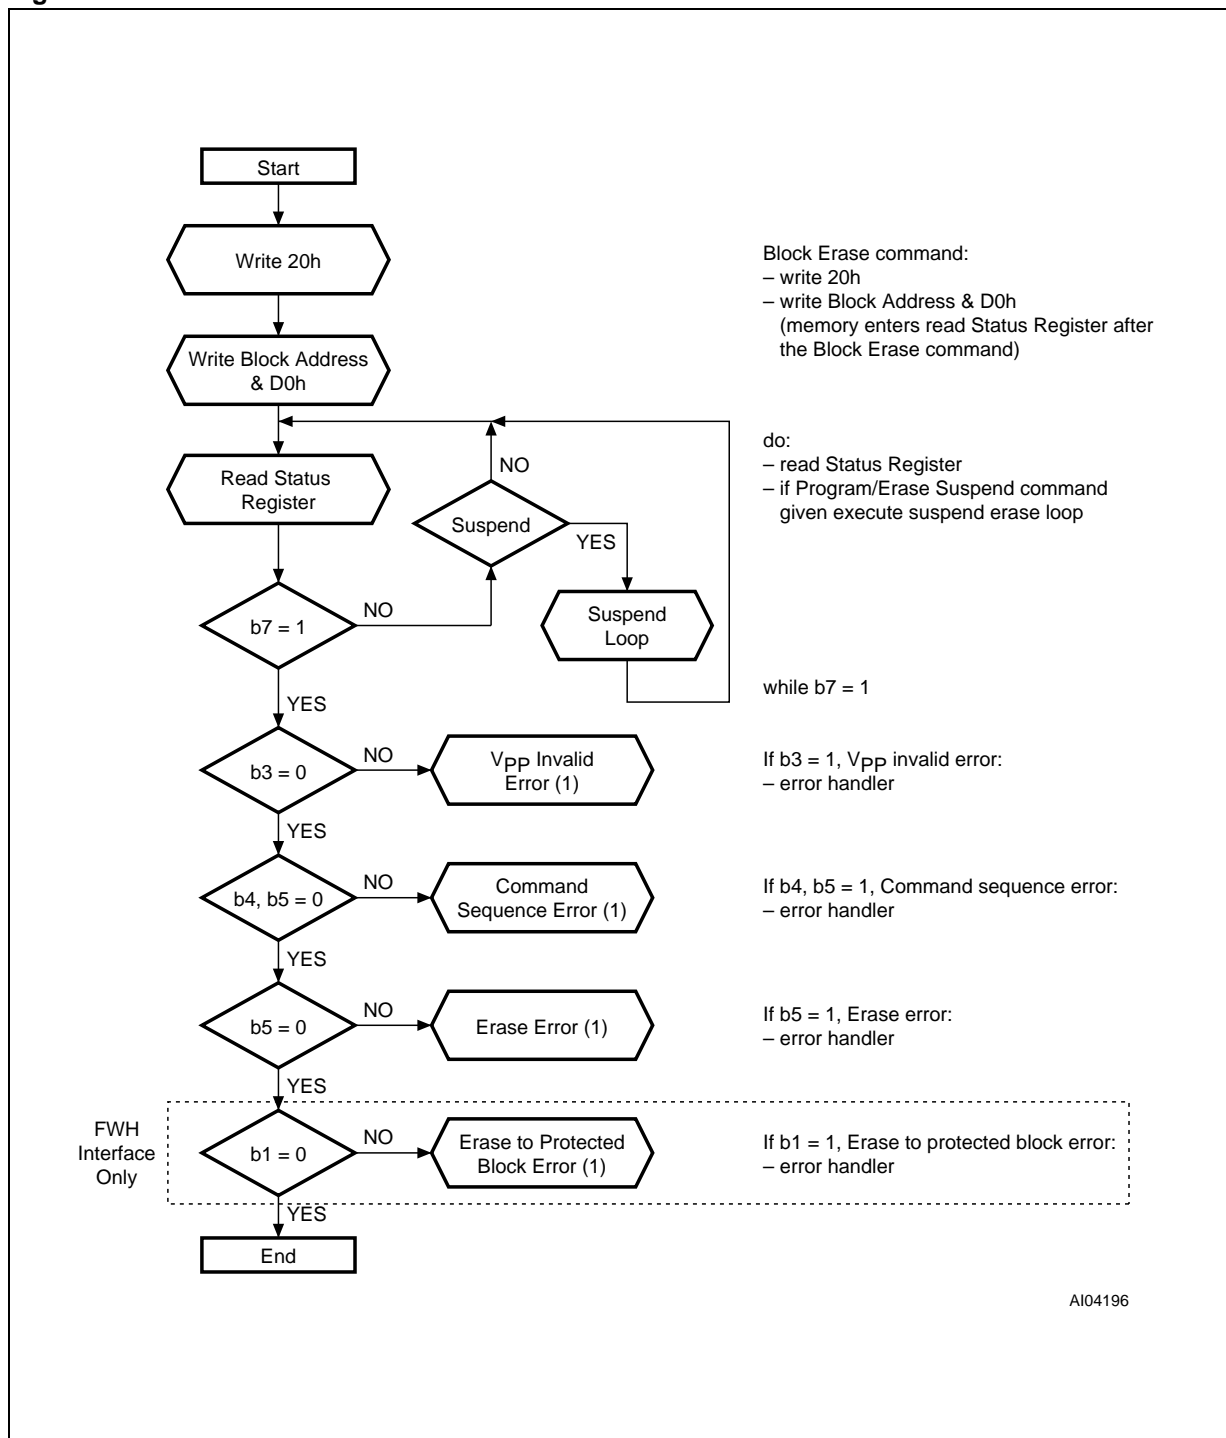 Start
Write 20h
Write Block Address
& D0h
Read Status
Register
NO
Suspend
YES
Suspend
Loop
b7 = 1
NO
YES
b3 = 0
NO
VPP Invalid
Error (1)
YES
b4, b5 = 0
NO
Command
Sequence Error (1)
YES
b5 = 0
NO
Erase Error (1)
YES
FWH
Interface
Only
b1 = 0
NO
Erase to Protected
Block Error (1)
YES
End
Block Erase command:
– write 20h
– write Block Address & D0h
(memory enters read Status Register after
the Block Erase command)
do:
– read Status Register
– if Program/Erase Suspend command
given execute suspend erase loop
while b7 = 1
If b3 = 1, VPP invalid error:
– error handler
If b4, b5 = 1, Command sequence error:
– error handler
If b5 = 1, Erase error:
– error handler
If b1 = 1, Erase to protected block error:
– error handler
AI04196